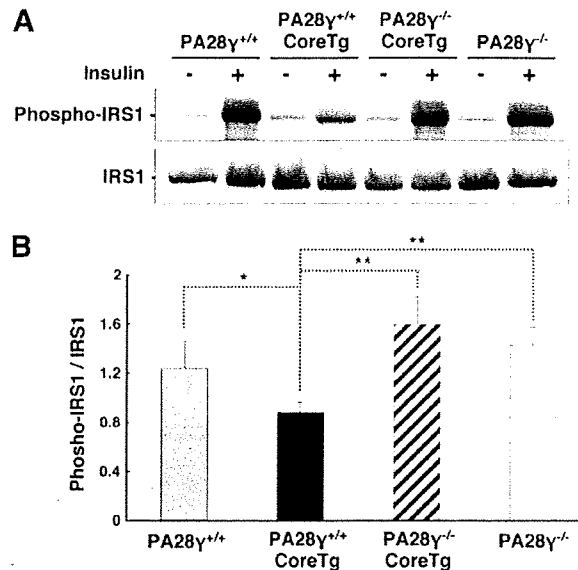 A
PA28γ+/+
PA28γ+/+ CoreTg
PA28γ-/- CoreTg
PA28γ-/-
Insulin - + - + - + - +
Phospho-IRS1
IRS1
B
Phosho-IRS1 / IRS1
2
1.6
1.2
0.8
0.4
0
*
**
**
PA28γ+/+
PA28γ+/+ CoreTg
PA28γ-/- CoreTg
PA28γ-/-